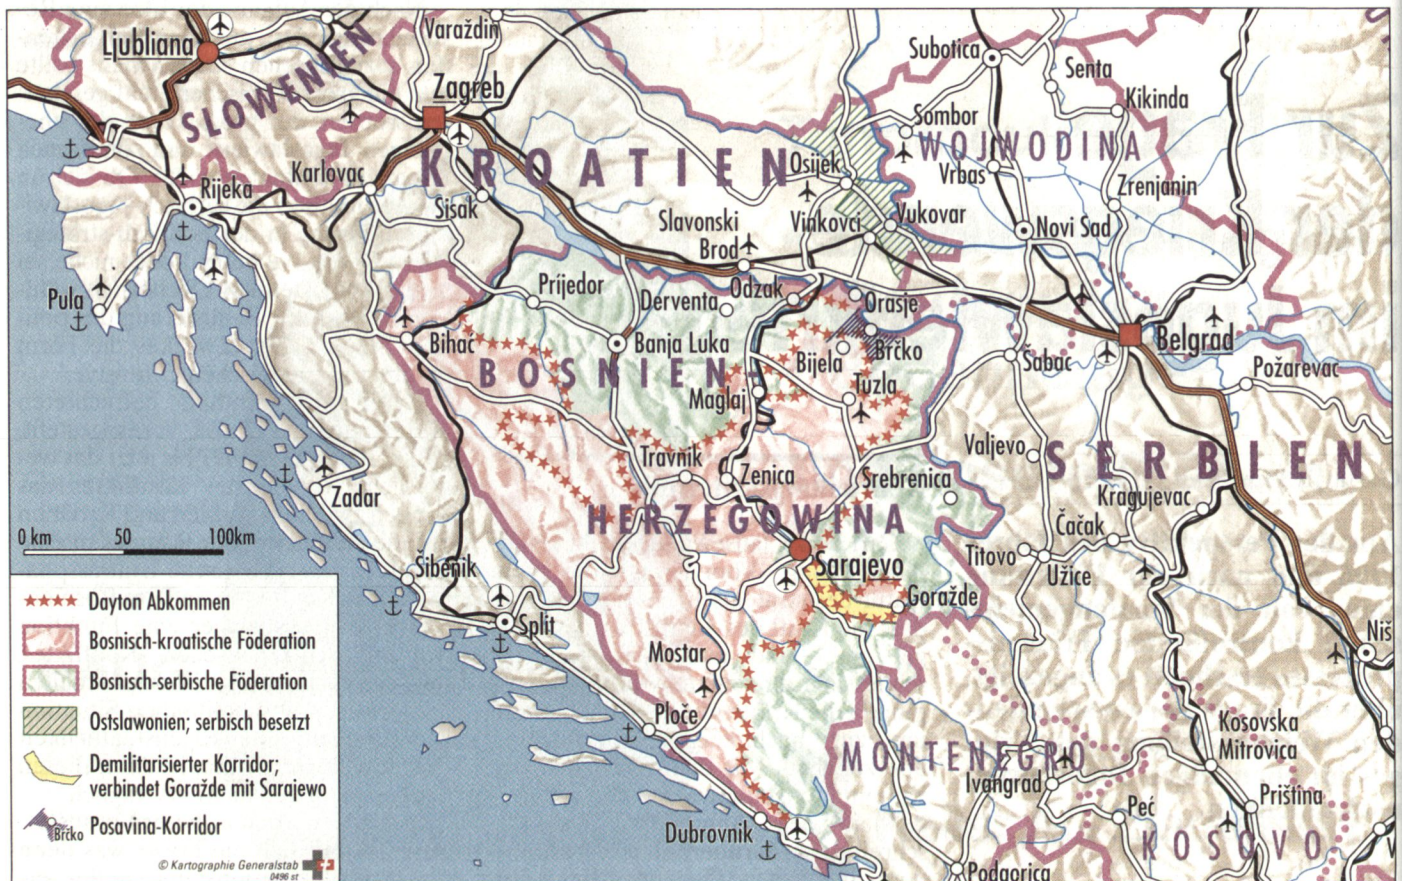 Ljubliana
SLOWENIEN
Varaždin
Zagreb
KROATIEN
Karlovac
Rijeka
Sisak
Pula
Osijek
Slavonski
Brod
Vinkovci
Vukovar
Subotica
Senta
Kikinda
Sombor
WOJWODINA
Vrbas
Zrenjanin
Novi Sad
Prijedor
Derventa
Odzak
Orasje
Bihać
Banja Luka
Bijela
Brčko
BOSNIEN-
Maglaj
Tuzla
Šabac
Belgrad
Požarevac
Valjevo
SERBIEN
Travnik
Zenica
Srebrenica
Kragujevac
Zadar
HERZEGOWINA
Čačak
Titovo
Užice
Sarajevo
Goražde
Šibenik
Split
Mostar
Ploče
Niš
Kosovska
Mitrovica
MONTENEGRO
Ivangrad
Peć
Priština
Dubrovnik
KOSOVO
Podgorica
0 km 50 100km
Dayton Abkommen
Bosnisch-kroatische Föderation
Bosnisch-serbische Föderation
Ostslawonien; serbisch besetzt
Demilitarisierter Korridor;
verbindet Goražde mit Sarajewo
Brčko Posavina-Korridor
© Kartographie Generalstab
0496 st